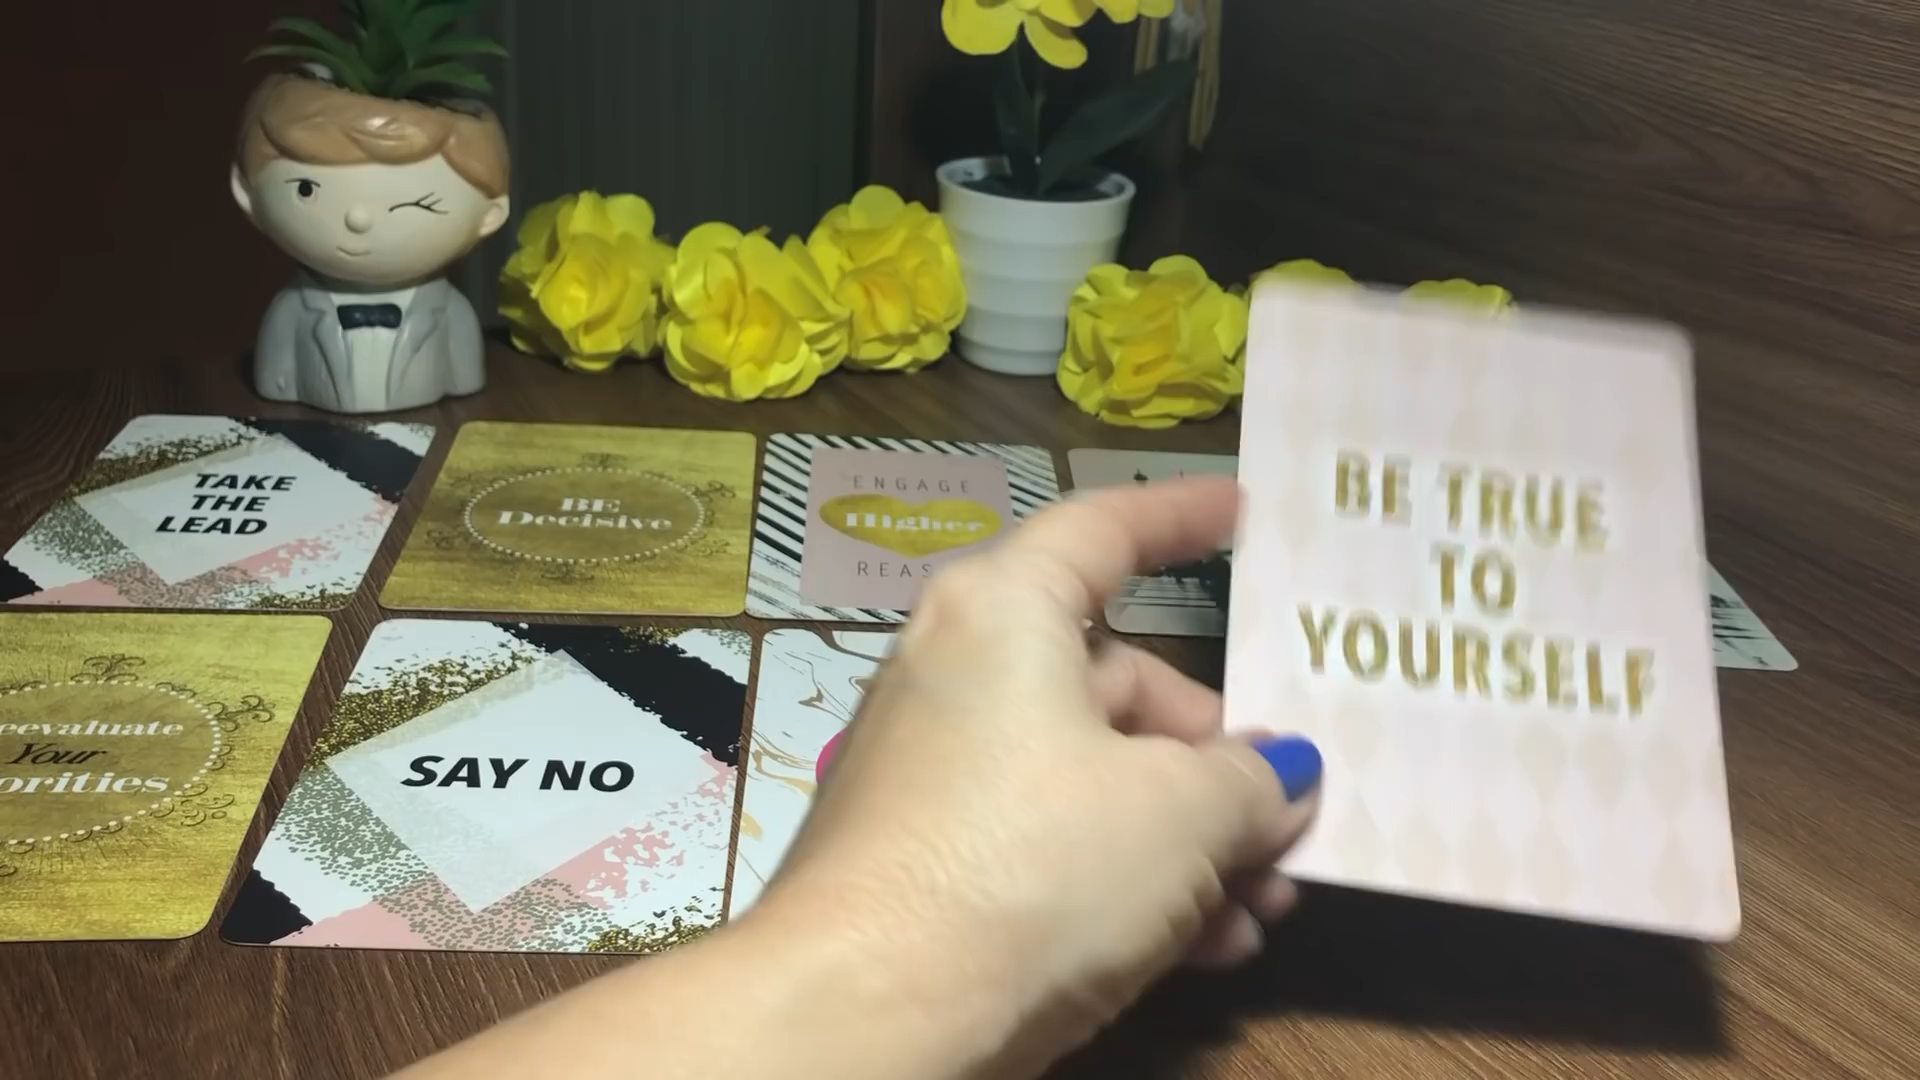 TAKE
THE
LEAD
BE
Decisive
ENGAGE
Higher
BE TRUE
TO
YOURSELF
Your
SAY NO